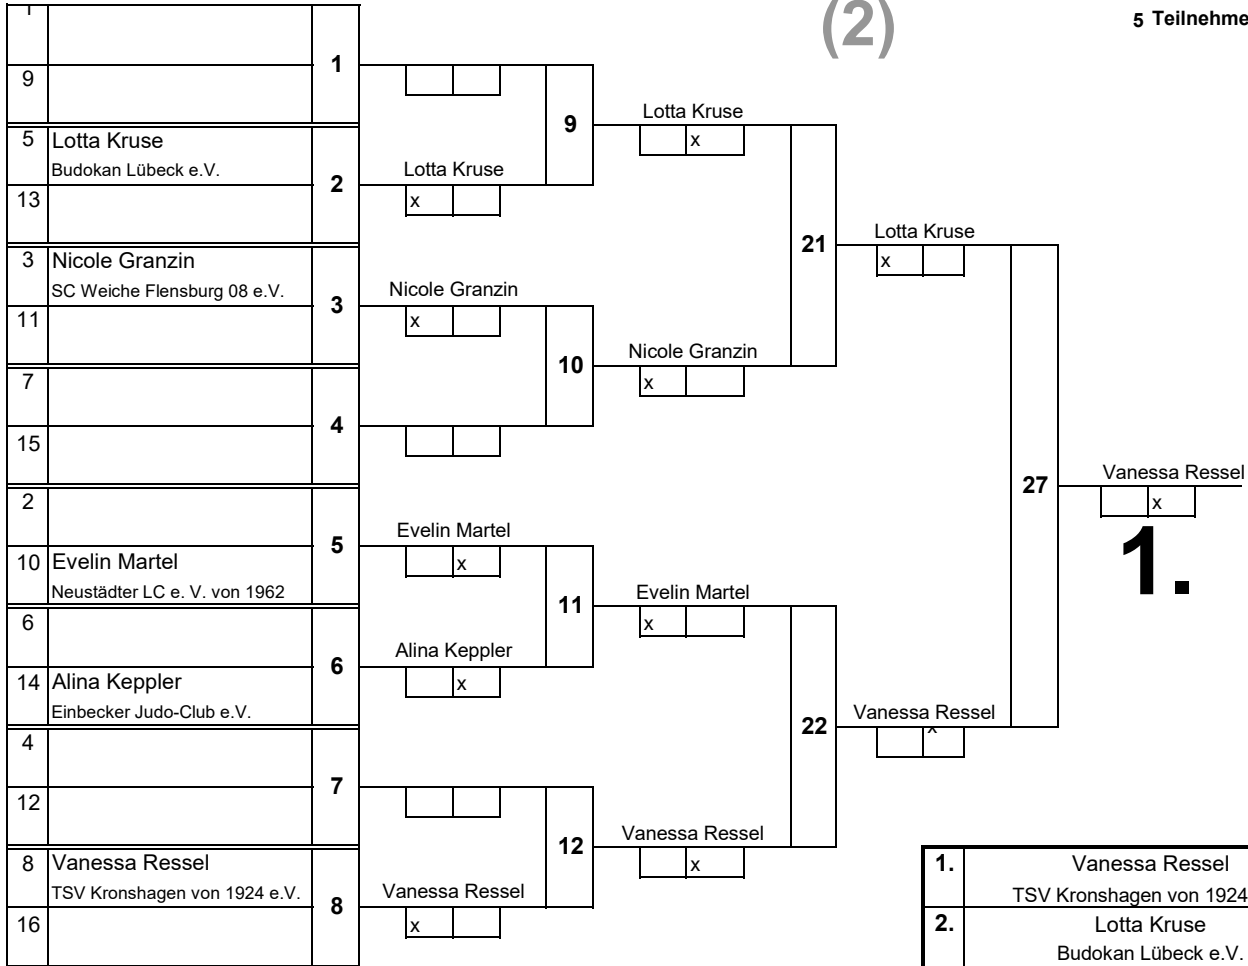 (2)
5 Teilnehme
1
9
1
5 Lotta Kruse
Budokan Lübeck e.V.
2
13
3 Nicole Granzin
SC Weiche Flensburg 08 e.V.
3
11
7
4
15
2
5
10 Evelin Martel
Neustädter LC e. V. von 1962
6
6
14 Alina Keppler
Einbecker Judo-Club e.V.
4
7
12
8 Vanessa Ressel
TSV Kronshagen von 1924 e.V.
8
16
Lotta Kruse
x
9
Nicole Granzin
x
10
Evelin Martel
x
11
Alina Keppler
x
12
Vanessa Ressel
x
Lotta Kruse
x
21
Nicole Granzin
x
Evelin Martel
x
22
Vanessa Ressel
x
Lotta Kruse
x
27
Vanessa Ressel
x
Vanessa Ressel
x
1.
1. Vanessa Ressel
TSV Kronshagen von 1924
2. Lotta Kruse
Budokan Lübeck e.V.